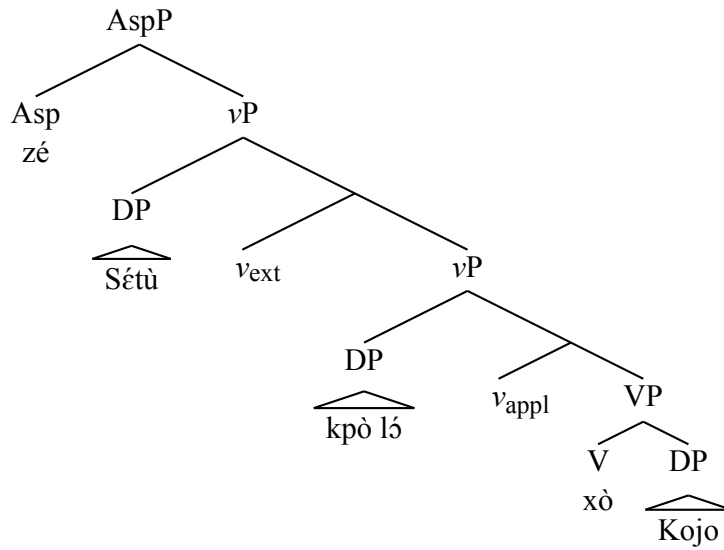 AspP
Asp vP
zé
DP
Sɛ́tù
vext vP
DP
kpò lɔ́
vappl VP
V DP
xò
Kojo